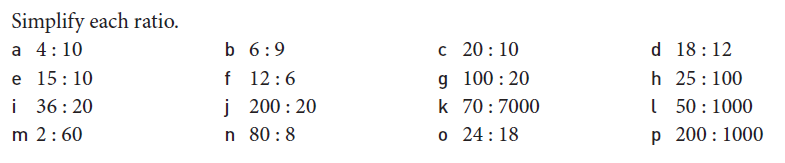 Simplify each ratio.
a 4 : 10 b 6 : 9 c 20 : 10 d 18 : 12
e 15 : 10 f 12 : 6 g 100 : 20 h 25 : 100
i 36 : 20 j 200 : 20 k 70 : 7000 l 50 : 1000
m 2 : 60 n 80 : 8 o 24 : 18 p 200 : 1000